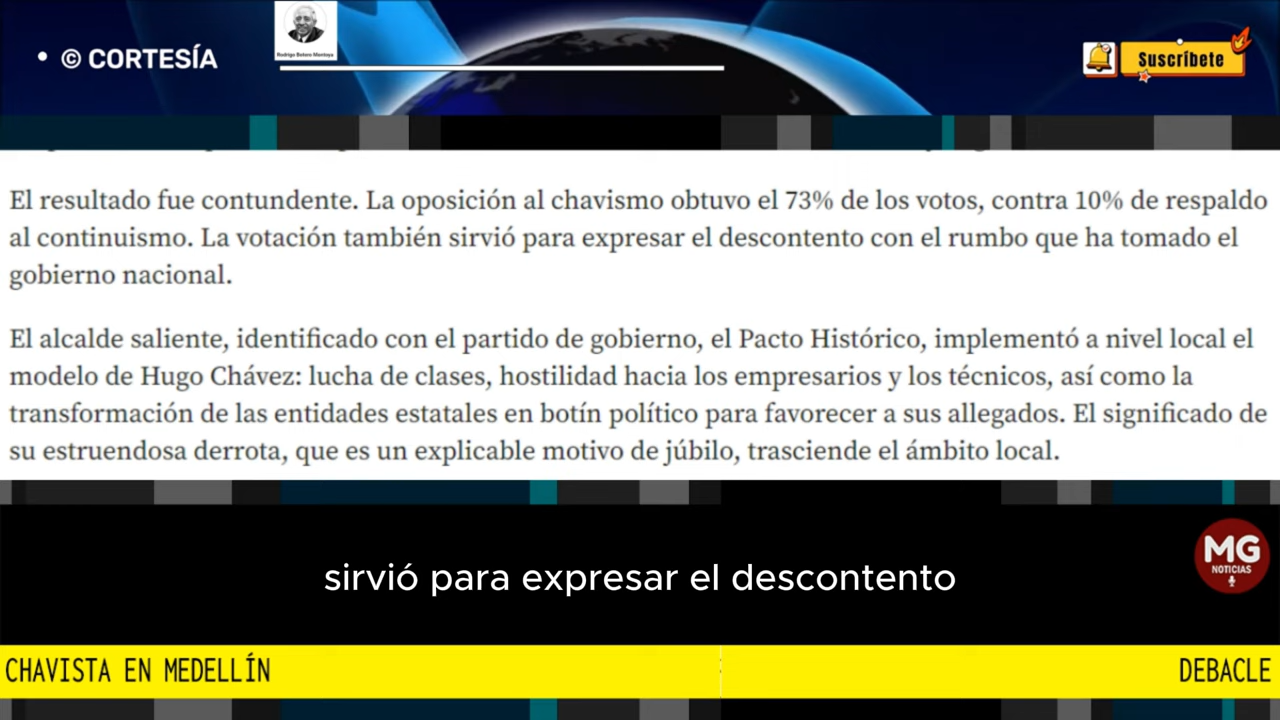 • © CORTESÍA
Rodrigo Botero Montoya
Suscríbete
El resultado fue contundente. La oposición al chavismo obtuvo el 73% de los votos, contra 10% de respaldo
al continuismo. La votación también sirvió para expresar el descontento con el rumbo que ha tomado el
gobierno nacional.
El alcalde saliente, identificado con el partido de gobierno, el Pacto Histórico, implementó a nivel local el
modelo de Hugo Chávez: lucha de clases, hostilidad hacia los empresarios y los técnicos, así como la
transformación de las entidades estatales en botín político para favorecer a sus allegados. El significado de
su estruendosa derrota, que es un explicable motivo de júbilo, trasciende el ámbito local.
MG
NOTICIAS
sirvió para expresar el descontento
CHAVISTA EN MEDELLÍN
DEBACLE